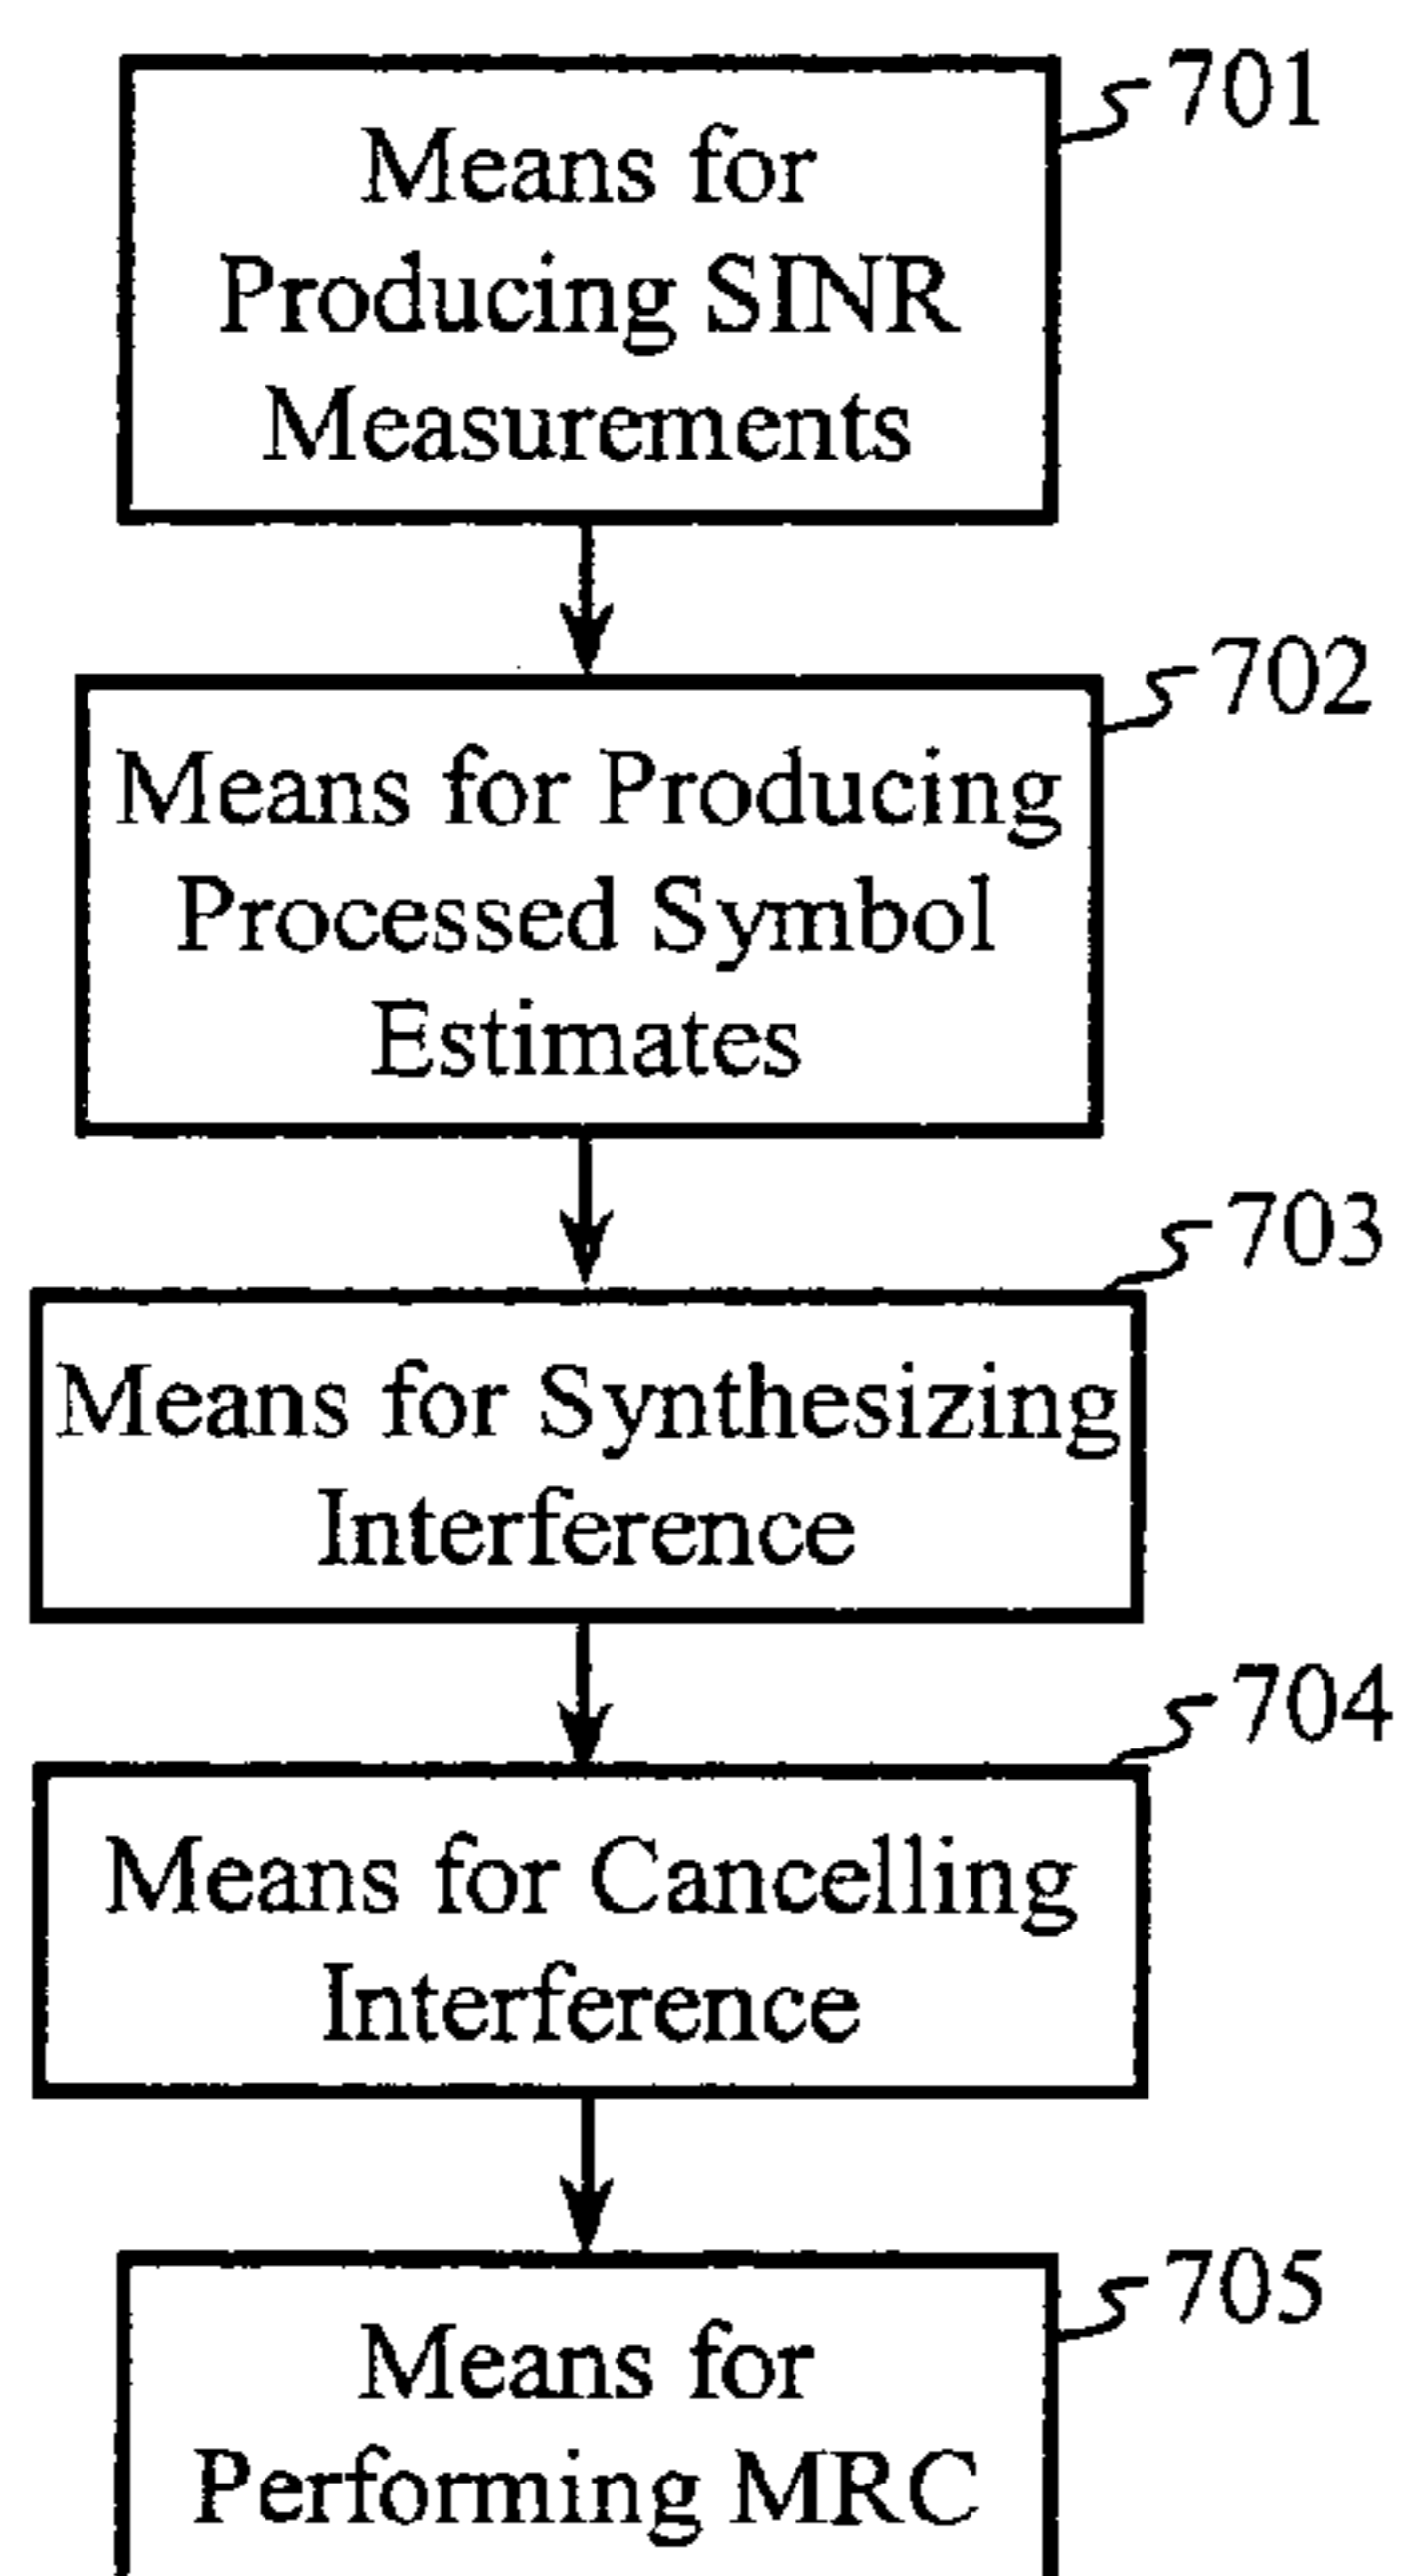 701
Means for
Producing SINR
Measurements
702
Means for Producing
Processed Symbol
Estimates
703
Means for Synthesizing
Interference
704
Means for Cancelling
Interference
705
Means for
Performing MRC